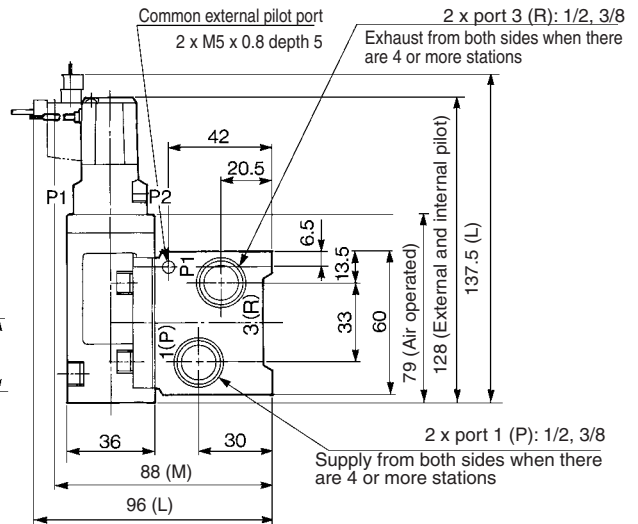 Common external pilot port
2 x M5 x 0.8 depth 5
2 x port 3 (R): 1/2, 3/8
Exhaust from both sides when there
are 4 or more stations
42
20.5
P1
P2
6.5
13.5
P1
3(R)
33
60
1(P)
79 (Air operated)
128 (External and internal pilot)
137.5 (L)
36
30
88 (M)
96 (L)
2 x port 1 (P): 1/2, 3/8
Supply from both sides when there
are 4 or more stations